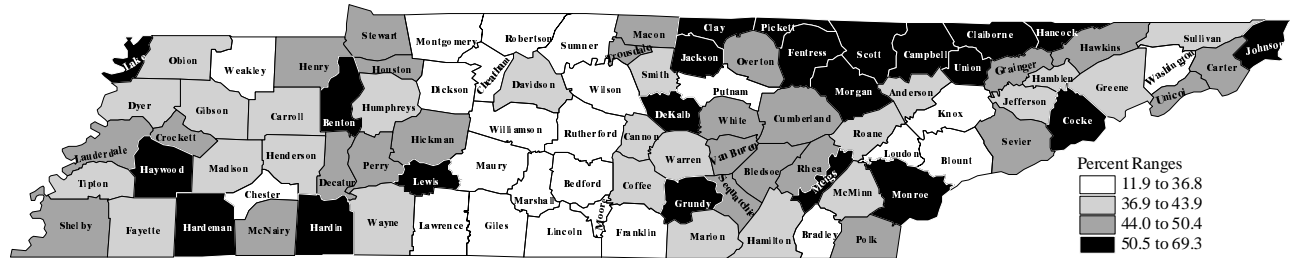 Stewart
Montgomery
Robertson
Sumner
Macon
Clay
Pickett
Claiborne
Hancock
Hawkins
Sullivan
Johnson
Lake
Obion
Weakley
Henry
Houston
Cheatham
Trousdale
Jackson
Overton
Fentress
Scott
Campbell
Union
Grainger
Hamblen
Washington
Carter
Unicoi
Dyer
Gibson
Carroll
Benton
Humphreys
Dickson
Davidson
Wilson
Smith
Putnam
DeKalb
Morgan
Anderson
Knox
Jefferson
Greene
Cocke
Lauderdale
Crockett
Haywood
Madison
Henderson
Decatur
Perry
Hickman
Williamson
Rutherford
Cannon
White
Cumberland
Roane
Loudon
Blount
Sevier
Tipton
Chester
Lewis
Maury
Bedford
Marshall
Moore
Coffee
Warren
Van Buren
Bledsoe
Rhea
Meigs
McMinn
Monroe
Sequatchie
Grundy
Shelby
Fayette
Hardeman
McNairy
Hardin
Wayne
Lawrence
Giles
Lincoln
Franklin
Marion
Hamilton
Bradley
Polk
Percent Ranges
11.9 to 36.8
36.9 to 43.9
44.0 to 50.4
50.5 to 69.3